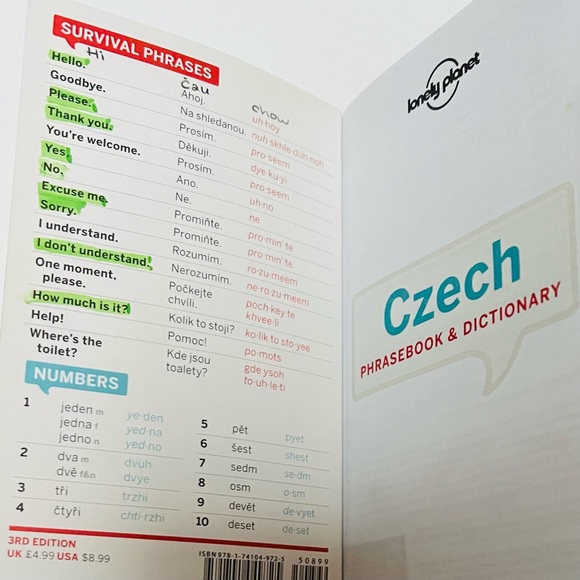 SURVIVAL PHRASES
Hi Čau chow
Hello. Ahoj. uh·hoy
Goodbye. Na shledanou. nuh·skhle·duh·noh
Please. Prosím. pro·seem
Thank you. Děkuji. dye·ku·yi
You're welcome. Prosím. pro·seem
Yes. Ano. uh·no
No. Ne. ne
Excuse me. Promiňte. pro·min'·te
Sorry. Promiňte. pro·min'·te
I understand. Rozumím. ro·zu·meem
I don't understand. Nerozumím. ne·ro·zu·meem
One moment, Počkejte poch·key·te
please. chvíli. khvee·li
How much is it? Kolik to stojí? ko·lik to sto·yee
Help! Pomoc! po·mots
Where's the Kde jsou gde ysoh
toilet? toalety? to·uh·le·ti
NUMBERS
1 jeden m ye·den
jedna f yed·na
jedno n yed·no
2 dva m dvuh
dvě f&n dvye
3 tři trzhi
4 čtyři chti·rzhi
5 pět pyet
6 šest shest
7 sedm se·dm
8 osm o·sm
9 devět de·vyet
10 deset de·set
3RD EDITION
UK £4.99 USA $8.99
ISBN 978-1-74104-972-5
50899
lonely planet
Czech
PHRASEBOOK & DICTIONARY